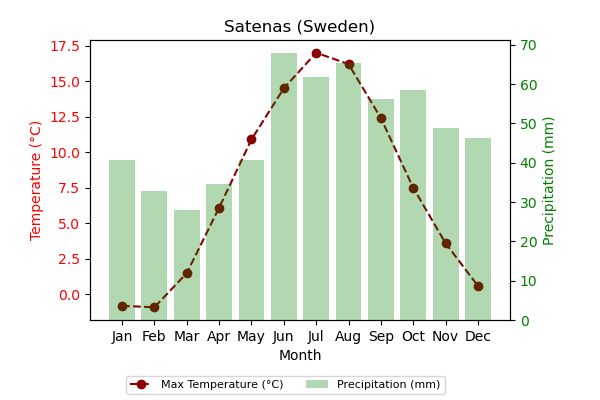 Satenas (Sweden)
17.5
15.0
12.5
10.0
7.5
5.0
2.5
0.0
Temperature (°C)
70
60
50
40
30
20
10
0
Precipitation (mm)
Jan Feb Mar Apr May Jun Jul Aug Sep Oct Nov Dec
Month
Max Temperature (°C) Precipitation (mm)